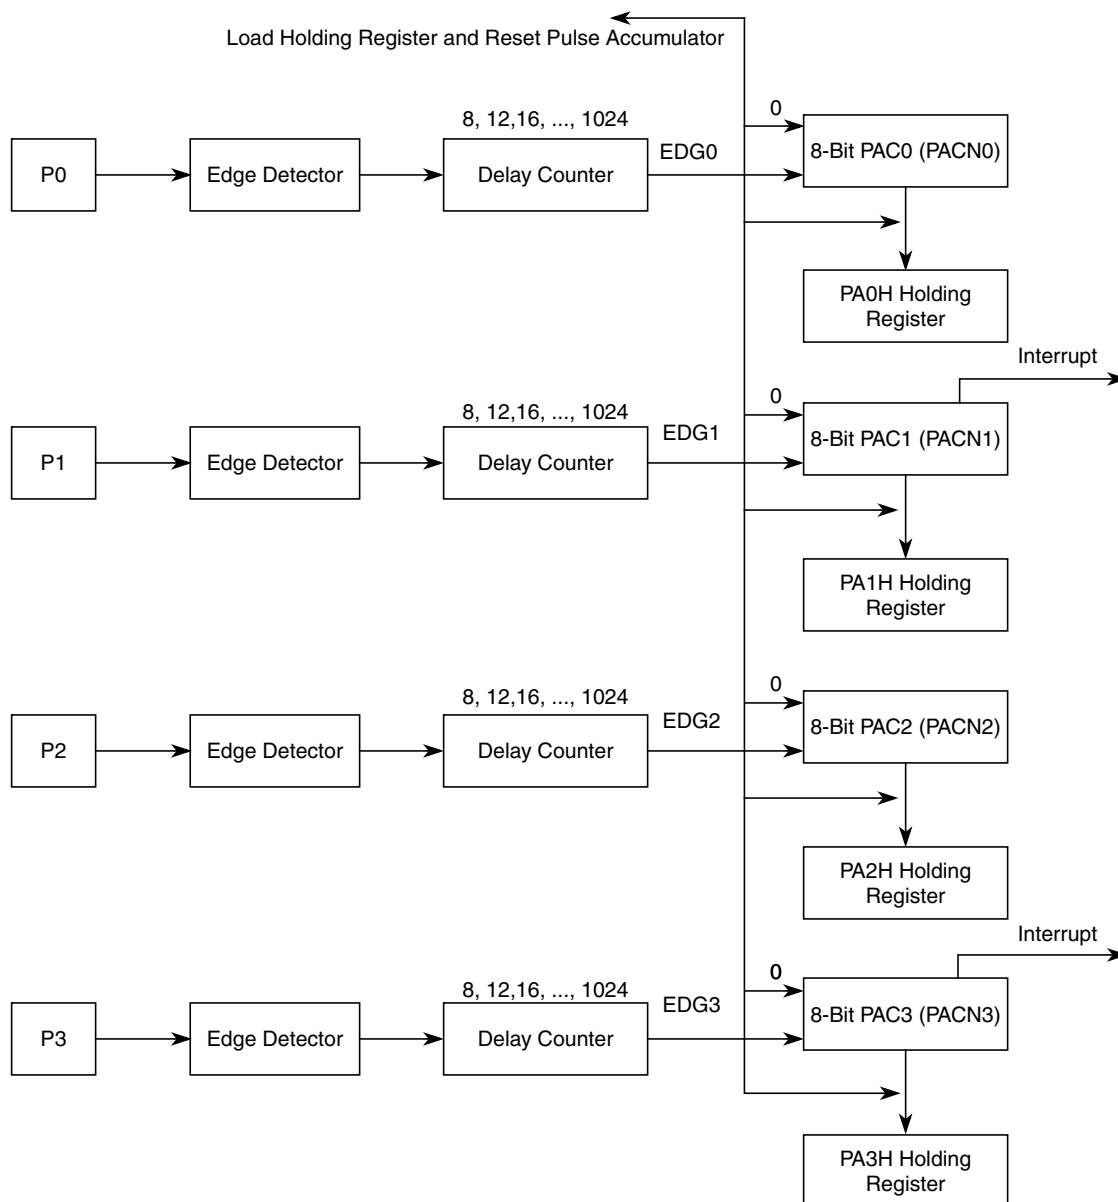 Load Holding Register and Reset Pulse Accumulator
8, 12,16, ..., 1024
0
P0
Edge Detector
Delay Counter
EDG0
8-Bit PAC0 (PACN0)
PA0H Holding
Register
Interrupt
8, 12,16, ..., 1024
0
P1
Edge Detector
Delay Counter
EDG1
8-Bit PAC1 (PACN1)
PA1H Holding
Register
8, 12,16, ..., 1024
0
P2
Edge Detector
Delay Counter
EDG2
8-Bit PAC2 (PACN2)
PA2H Holding
Register
Interrupt
8, 12,16, ..., 1024
0
P3
Edge Detector
Delay Counter
EDG3
8-Bit PAC3 (PACN3)
PA3H Holding
Register